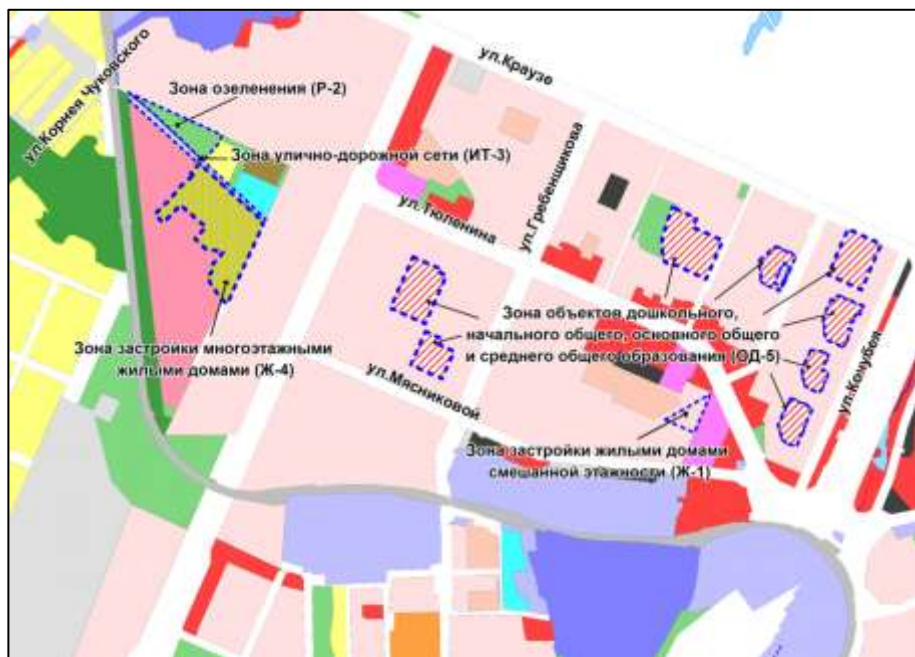 ул.Краузе
ул.Корнея Чуковского
Зона озеленения (Р-2)
Зона улично-дорожной сети (ИТ-3)
ул.Гребенщикова
ул.Тюленина
Зона объектов дошкольного,
начального общего, основного общего
и среднего общего образования (ОД-5)
Зона застройки многоэтажными
жилыми домами (Ж-4)
ул.Мясниковой
ул.Кочубея
Зона застройки жилыми домами
смешанной этажности (Ж-1)